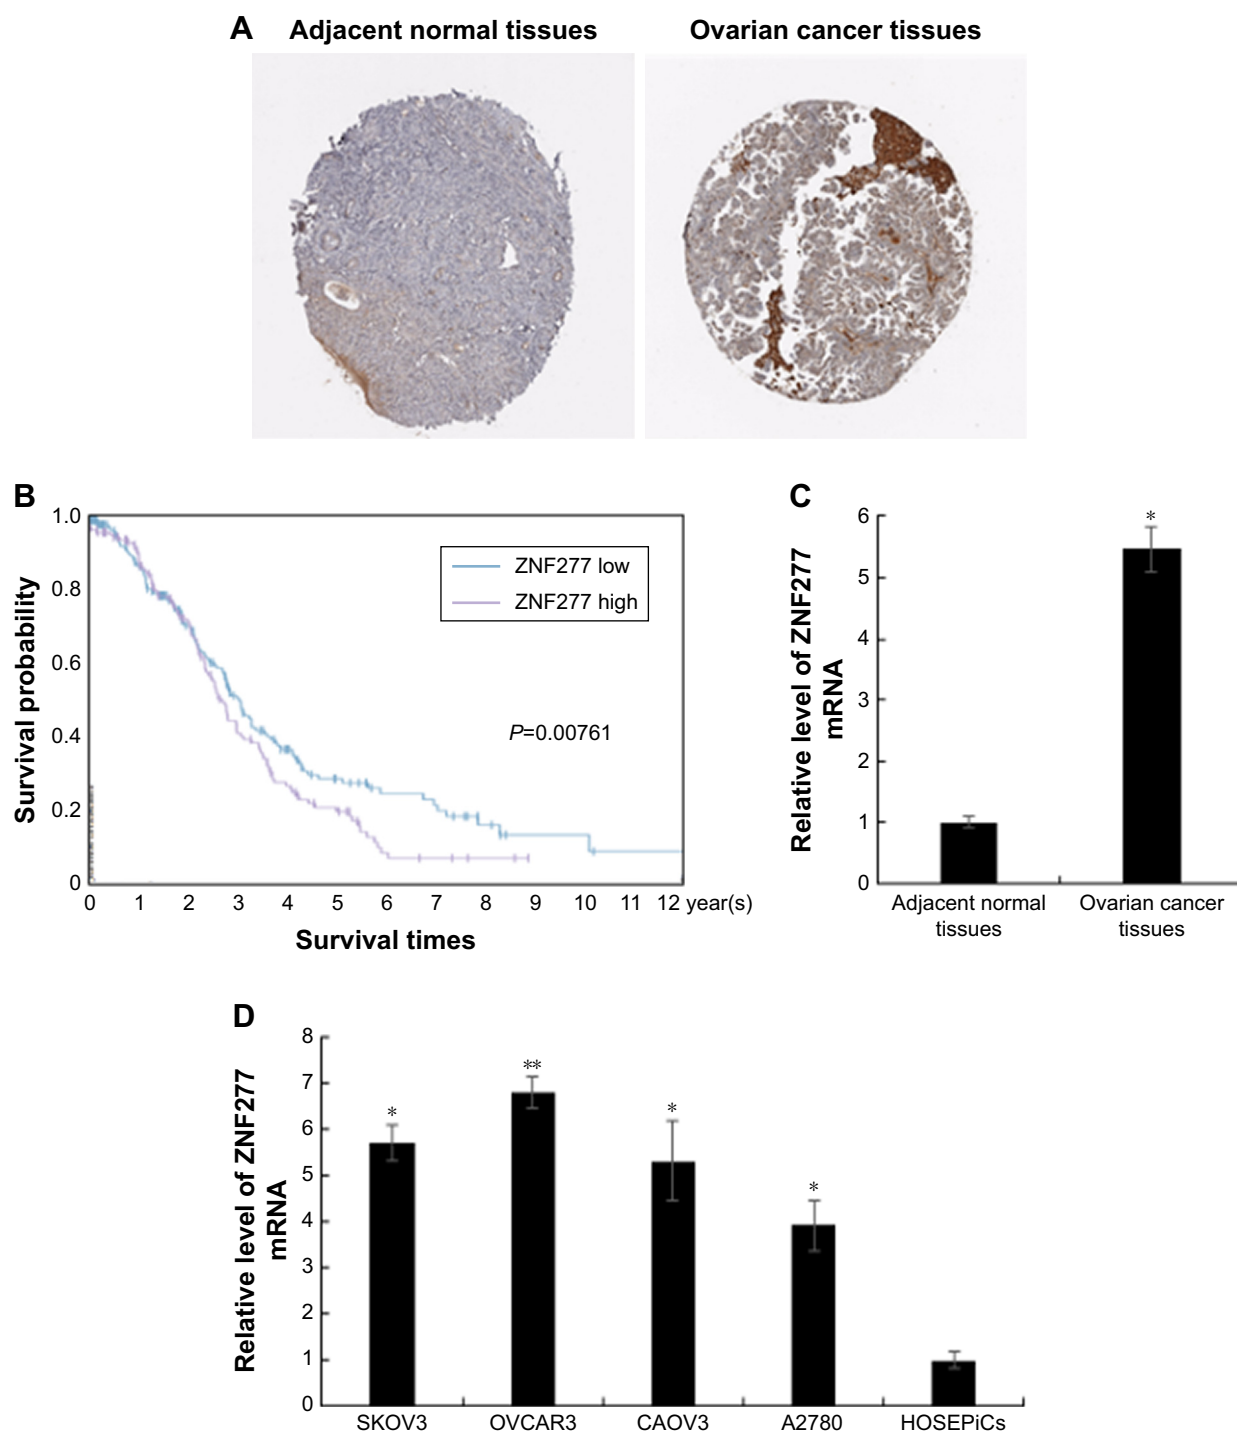 A
Adjacent normal tissues
Ovarian cancer tissues
B
Survival probability
1.0
0.8
0.6
0.4
0.2
0
ZNF277 low
ZNF277 high
P=0.00761
0 1 2 3 4 5 6 7 8 9 10 11 12 year(s)
Survival times
C
Relative level of ZNF277
mRNA
6
5
4
3
2
1
0
*
Adjacent normal
tissues
Ovarian cancer
tissues
D
Relative level of ZNF277
mRNA
8
7
6
5
4
3
2
1
0
*
**
*
*
SKOV3
OVCAR3
CAOV3
A2780
HOSEPiCs